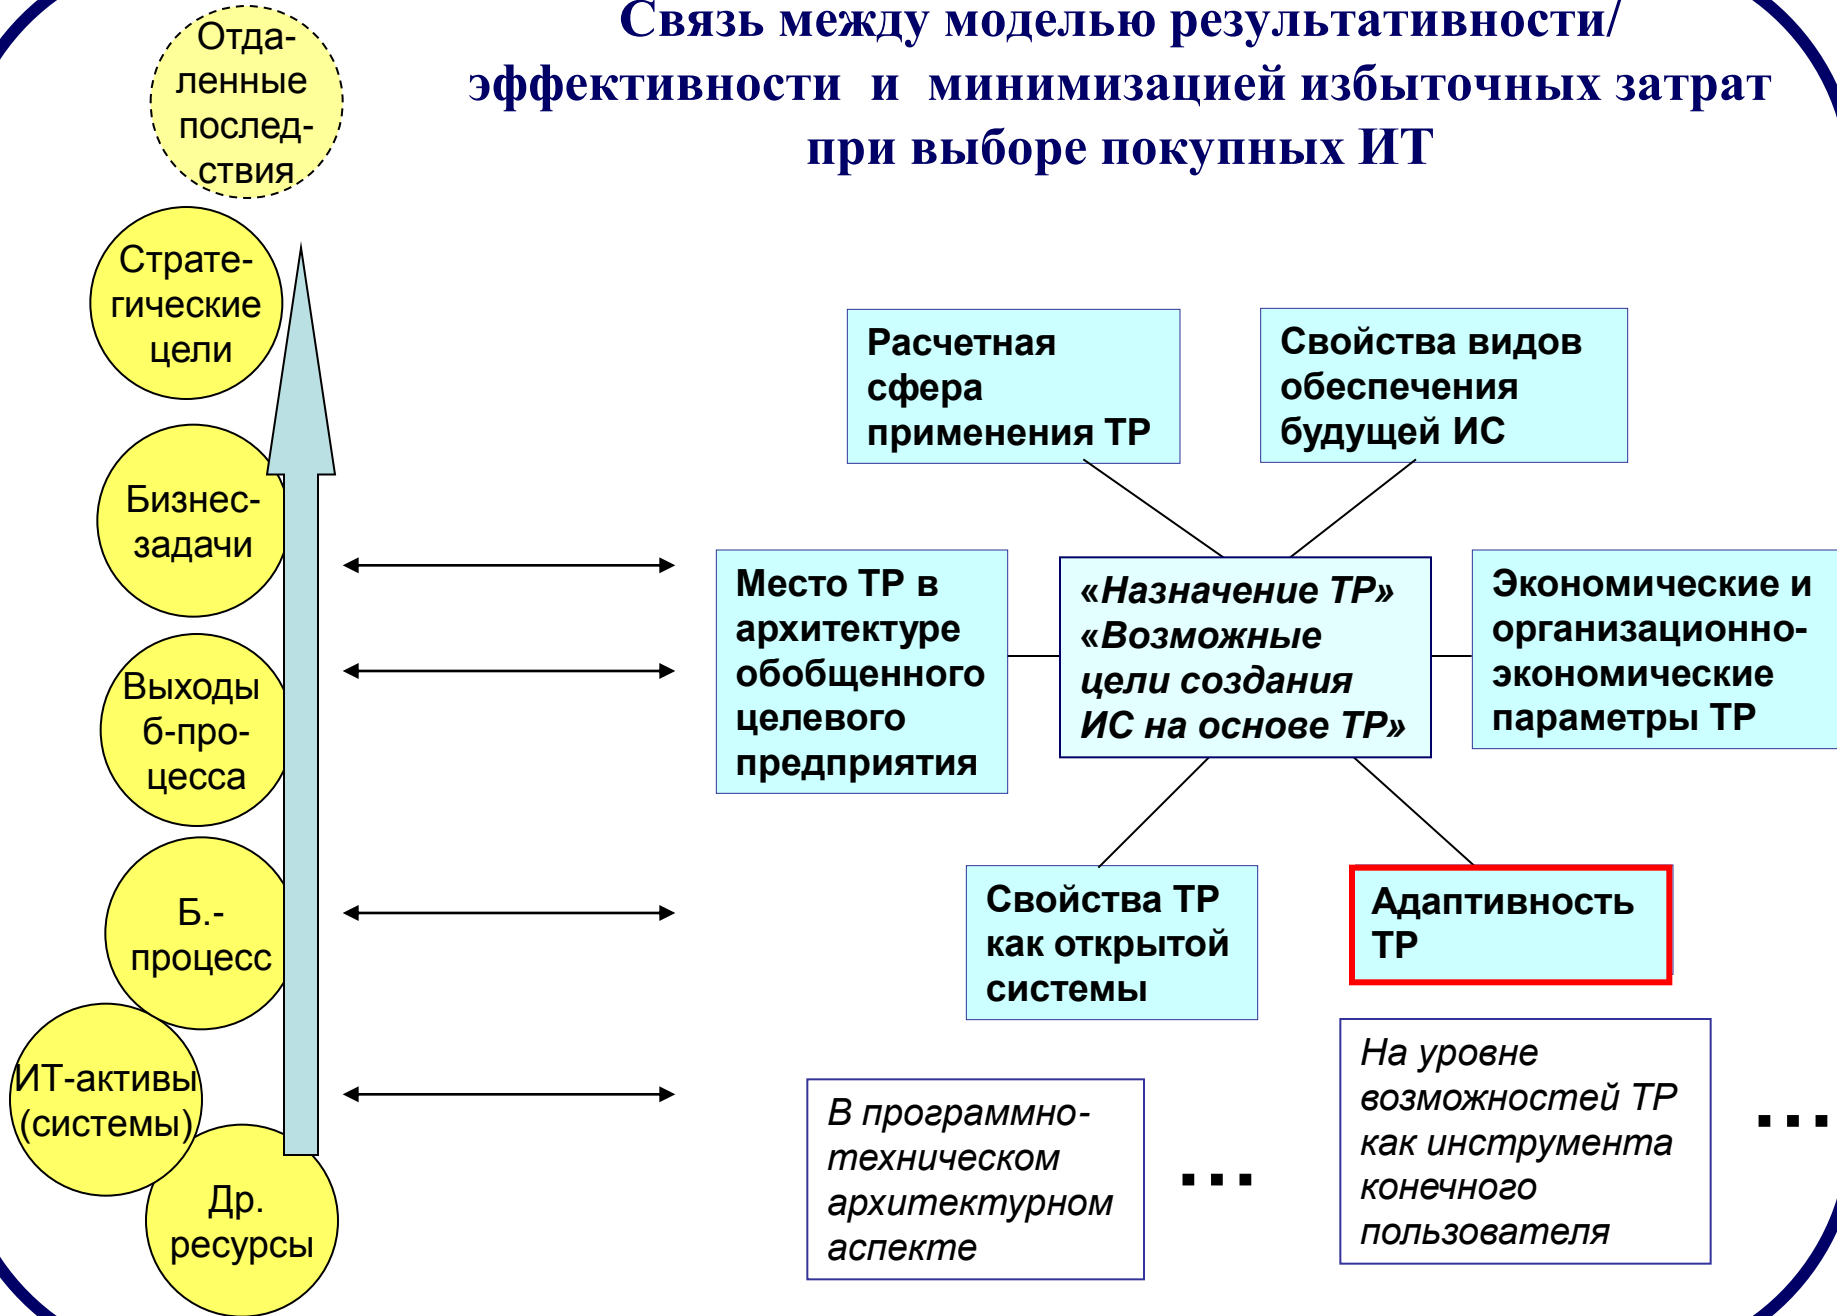 Связь между моделью результативности/
эффективности и минимизацией избыточных затрат
при выборе покупных ИТ
Отда-
ленные
послед-
ствия
Страте-
гические
цели
Бизнес-
задачи
Выходы
б-про-
цесса
Б.-
процесс
ИТ-активы
(системы)
Др.
ресурсы
Расчетная
сфера
применения ТР
Свойства видов
обеспечения
будущей ИС
Место ТР в
архитектуре
обобщенного
целевого
предприятия
«Назначение ТР»
«Возможные
цели создания
ИС на основе ТР»
Экономические и
организационно-
экономические
параметры ТР
Свойства ТР
как открытой
системы
Адаптивность
ТР
В программно-
техническом
архитектурном
аспекте
...
На уровне
возможностей ТР
как инструмента
конечного
пользователя
...